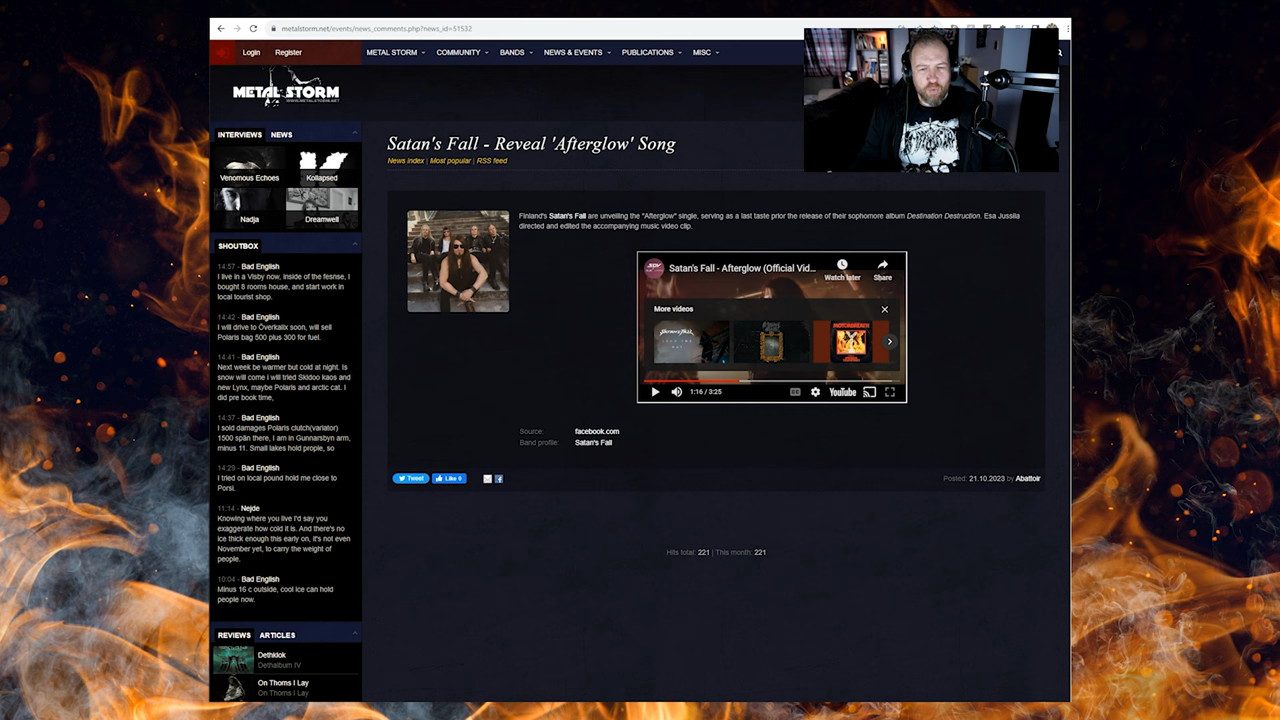 metalstorm.net/events/news_comments.php?news_id=51532
Login Register METAL STORM COMMUNITY BANDS NEWS & EVENTS PUBLICATIONS MISC
METAL STORM
WWW.METALSTORM.NET
INTERVIEWS NEWS
Venomous Echoes Kollapsed
Nadja Dreamwell
SHOUTBOX
14:57 - Bad English
I live in a Visby now, inside of the fesnse, I
bought 8 rooms house, and start work in
local tourist shop.
14:42 - Bad English
I will drive to Överkalix soon, will sell
Polaris bag 500 plus 300 for fuel.
14:41 - Bad English
Next week be warmer but cold at night. Is
snow will come i will tried Skidoo kaos and
new Lynx, maybe Polaris and arctic cat. I
did pre book time,
14:37 - Bad English
I sold damages Polaris clutch(variator)
1500 spän there, I am in Gunnarsbyn arm,
minus 11. Small lakes hold prople, so
14:29 - Bad English
I tried on local pound hold me close to
Porsi.
11:14 - Nejde
Knowing where you live I'd say you
exaggerate how cold it is. And there's no
ice thick enough this early on, it's not even
November yet, to carry the weight of
people.
10:04 - Bad English
Minus 16 c outside, cool ice can hold
people now.
REVIEWS ARTICLES
Dethklok
Dethalbum IV
On Thorns I Lay
On Thorns I Lay
Satan's Fall - Reveal 'Afterglow' Song
News index | Most popular | RSS feed
Finland's Satan's Fall are unveiling the "Afterglow" single, serving as a last taste prior the release of their sophomore album Destination Destruction. Esa Jussila
directed and edited the accompanying music video clip.
Satan's Fall - Afterglow (Official Vid...
Watch later Share
More videos
1:16 / 3:25 CC YouTube
Source: facebook.com
Band profile: Satan's Fall
Tweet Like 0
Posted: 21.10.2023 by Abattoir
Hits total: 221 | This month: 221